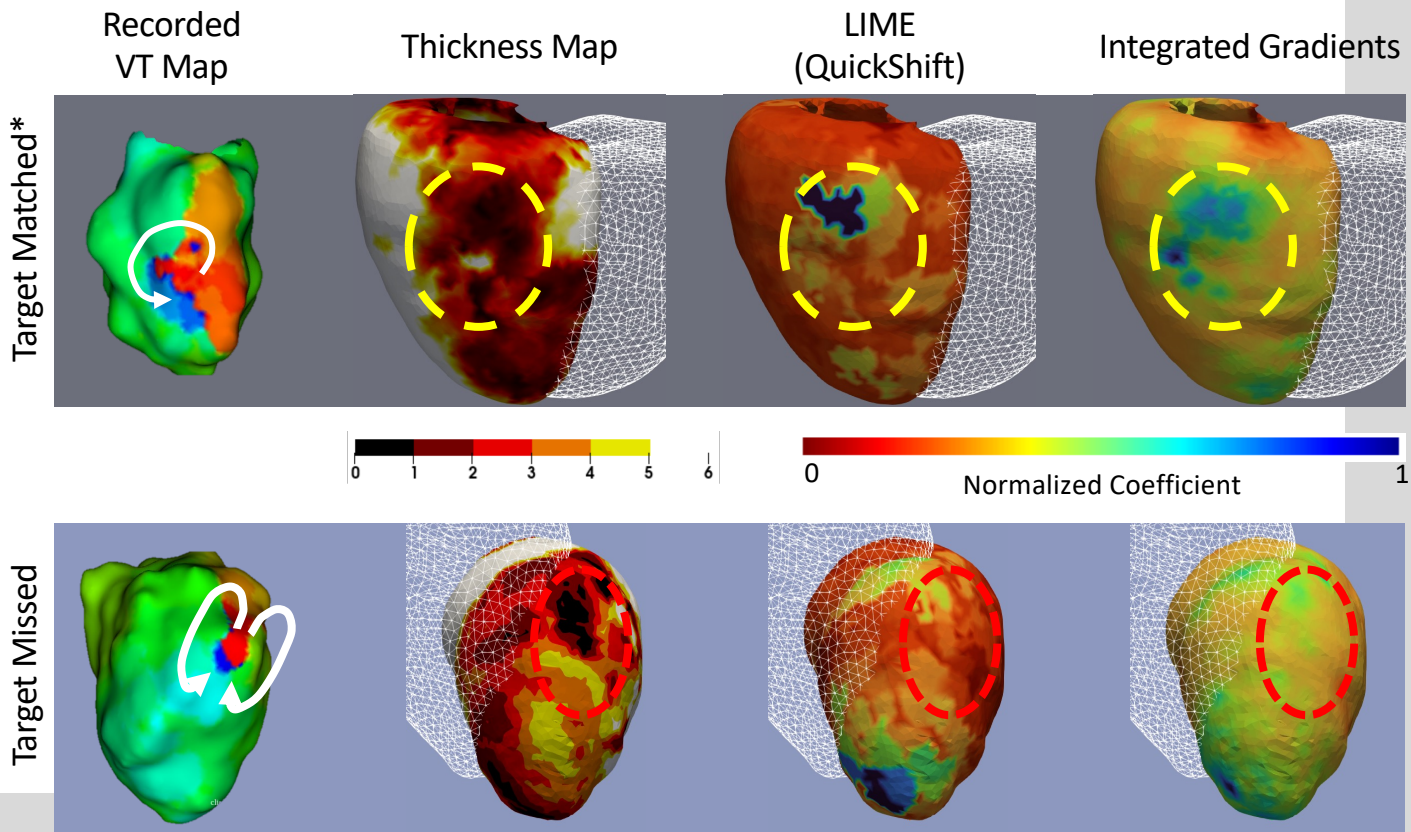 Recorded
VT Map
Thickness Map
LIME
(QuickShift)
Integrated Gradients
Target Matched*
0 1 2 3 4 5 6
0 1
Normalized Coefficient
Target Missed